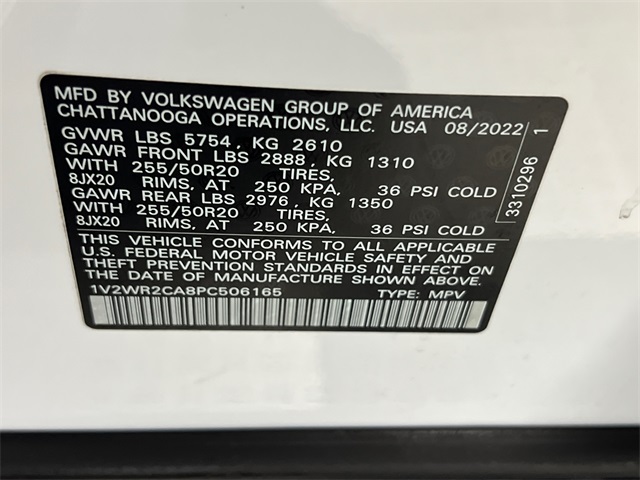 MFD BY VOLKSWAGEN GROUP OF AMERICA
CHATTANOOGA OPERATIONS, LLC. USA 08/2022
GVWR LBS 5754, KG 2610
GAWR FRONT LBS 2888, KG 1310
WITH 255/50R20 TIRES,
8JX20 RIMS, AT 250 KPA, 36 PSI COLD
GAWR REAR LBS 2976, KG 1350
WITH 255/50R20 TIRES,
8JX20 RIMS, AT 250 KPA, 36 PSI COLD
THIS VEHICLE CONFORMS TO ALL APPLICABLE
U.S. FEDERAL MOTOR VEHICLE SAFETY AND
THEFT PREVENTION STANDARDS IN EFFECT ON
THE DATE OF MANUFACTURE SHOWN ABOVE
1V2WR2CA8PC506165 TYPE: MPV
3310296 1